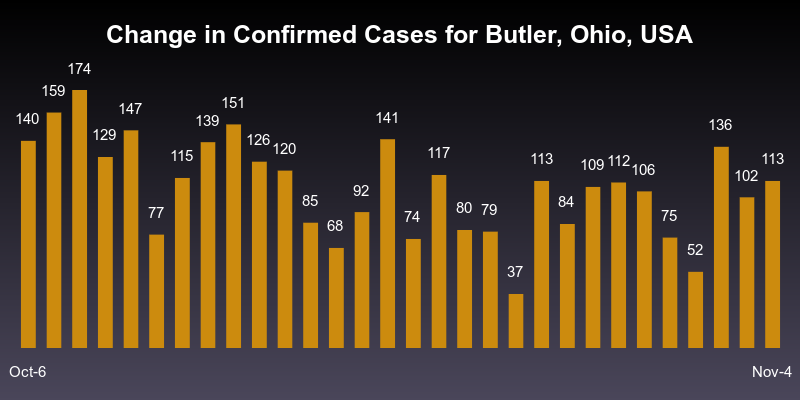 Change in Confirmed Cases for Butler, Ohio, USA
140 159 174 129 147 77 115 139 151 126 120 85 68 92 141 74 117 80 79 37 113 84 109 112 106 75 52 136 102 113
Oct-6 Nov-4